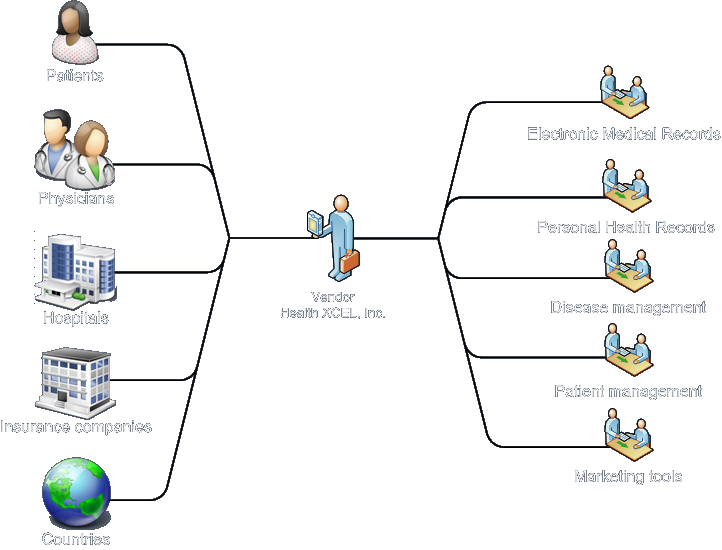 Patients
Physicians
Hospitals
Insurance companies
Countries
Vendor
Health XCEL, Inc.
Electronic Medical Records
Personal Health Records
Disease management
Patient management
Marketing tools